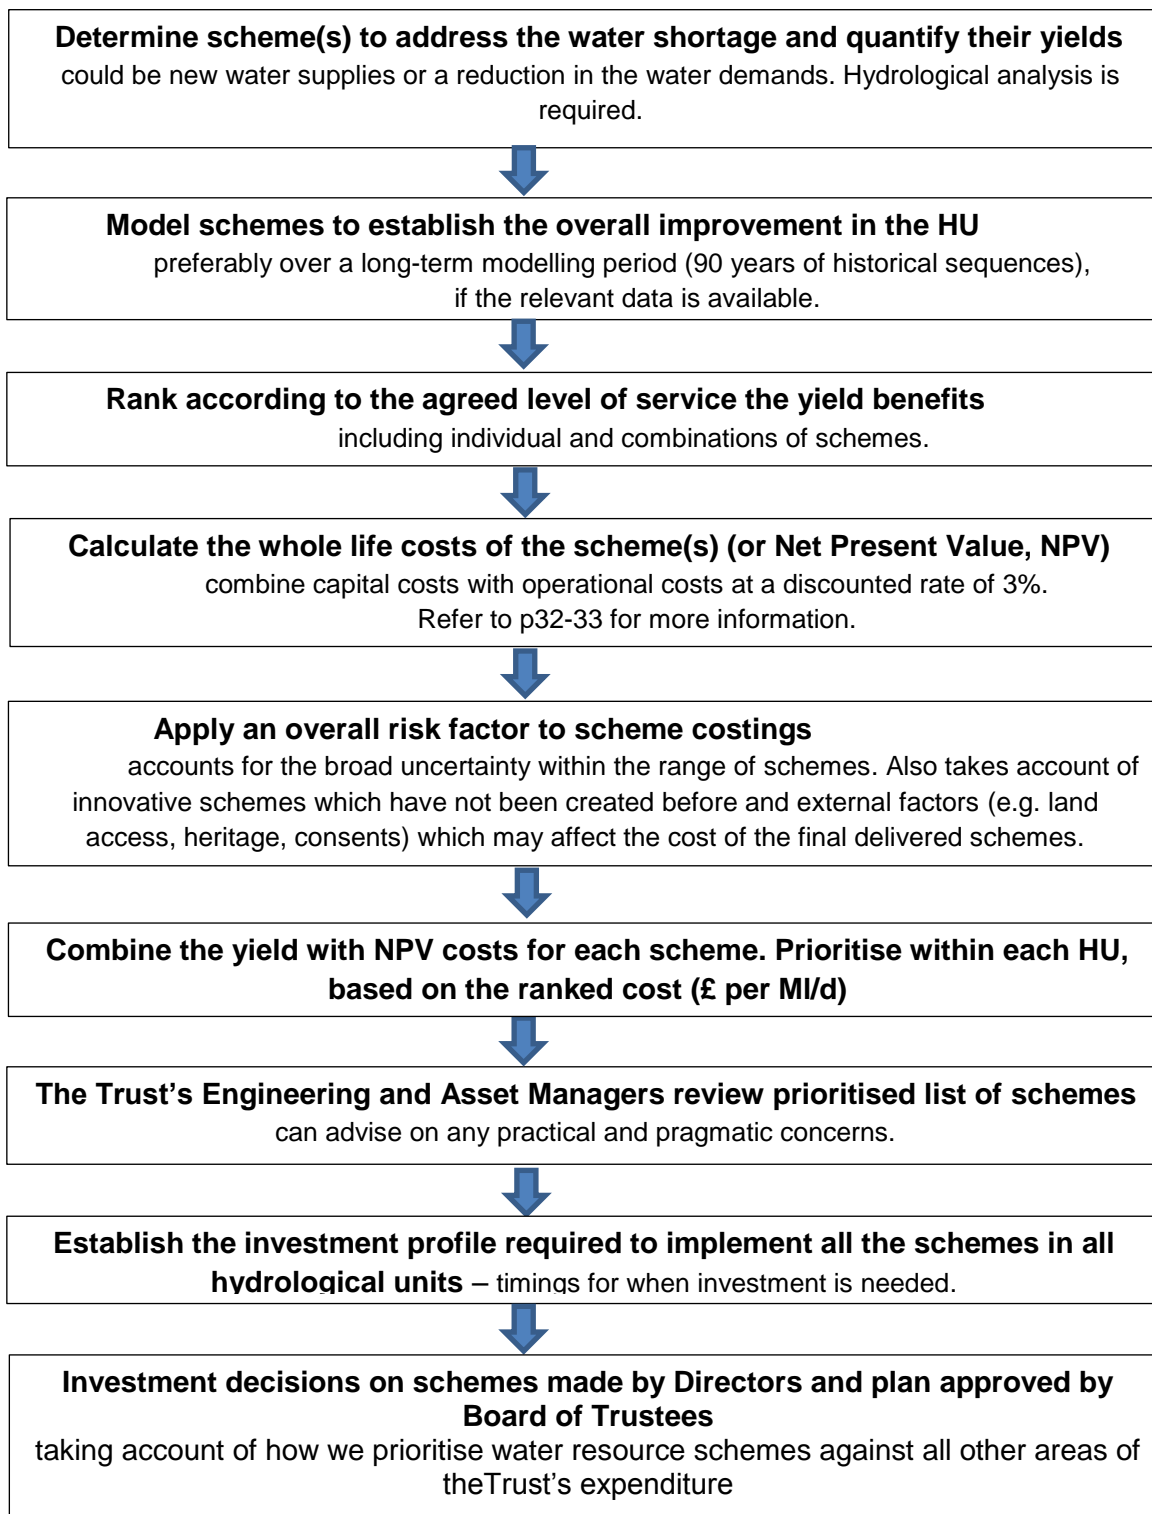 Determine scheme(s) to address the water shortage and quantify their yields
could be new water supplies or a reduction in the water demands. Hydrological analysis is
required.
Model schemes to establish the overall improvement in the HU
preferably over a long-term modelling period (90 years of historical sequences),
if the relevant data is available.
Rank according to the agreed level of service the yield benefits
including individual and combinations of schemes.
Calculate the whole life costs of the scheme(s) (or Net Present Value, NPV)
combine capital costs with operational costs at a discounted rate of 3%.
Refer to p32-33 for more information.
Apply an overall risk factor to scheme costings
accounts for the broad uncertainty within the range of schemes. Also takes account of
innovative schemes which have not been created before and external factors (e.g. land
access, heritage, consents) which may affect the cost of the final delivered schemes.
Combine the yield with NPV costs for each scheme. Prioritise within each HU,
based on the ranked cost (£ per Ml/d)
The Trust’s Engineering and Asset Managers review prioritised list of schemes
can advise on any practical and pragmatic concerns.
Establish the investment profile required to implement all the schemes in all
hydrological units – timings for when investment is needed.
Investment decisions on schemes made by Directors and plan approved by
Board of Trustees
taking account of how we prioritise water resource schemes against all other areas of
theTrust’s expenditure